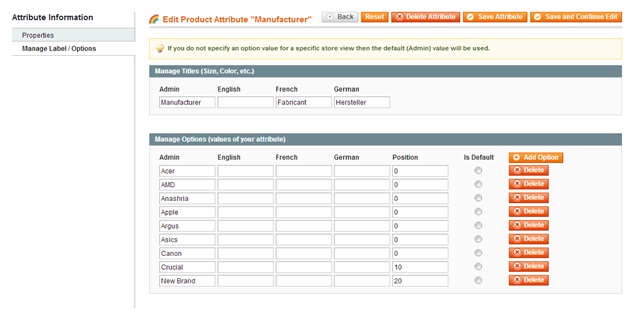 Attribute Information
Properties
Manage Label / Options
Edit Product Attribute "Manufacturer" Back Reset Delete Attribute Save Attribute Save and Continue Edit
If you do not specify an option value for a specific store view then the default (Admin) value will be used.
Manage Titles (Size, Color, etc.)
Admin English French German
Manufacturer Fabricant Hersteller
Manage Options (values of your attribute)
Admin English French German Position Is Default Add Option
Acer 0 Delete
AMD 0 Delete
Anashria 0 Delete
Apple 0 Delete
Argus 0 Delete
Asics 0 Delete
Canon 0 Delete
Crucial 10 Delete
New Brand 20 Delete